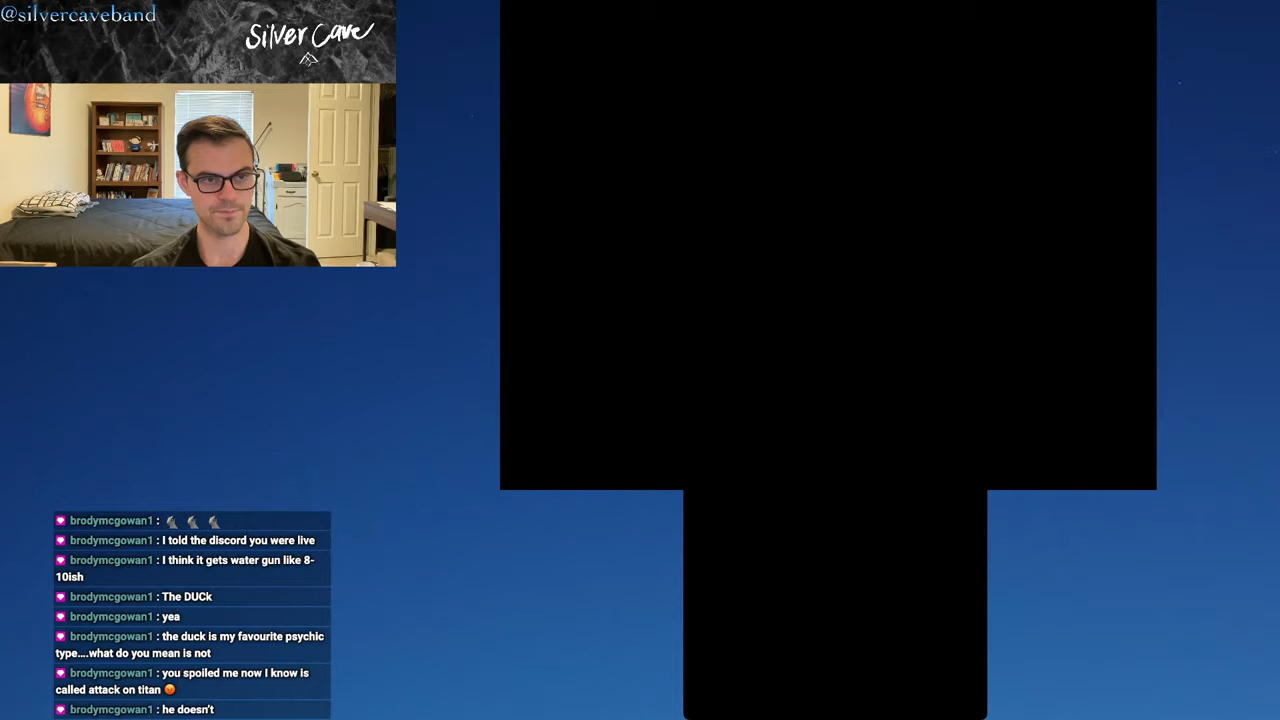 @silvercaveband
Silver Cave
brodymcgowan1 :
brodymcgowan1 : I told the discord you were live
brodymcgowan1 : I think it gets water gun like 8-
10ish
brodymcgowan1 : The DUCk
brodymcgowan1 : yea
brodymcgowan1 : the duck is my favourite psychic
type....what do you mean is not
brodymcgowan1 : you spoiled me now I know is
called attack on titan 😡
brodymcgowan1 : he doesn't